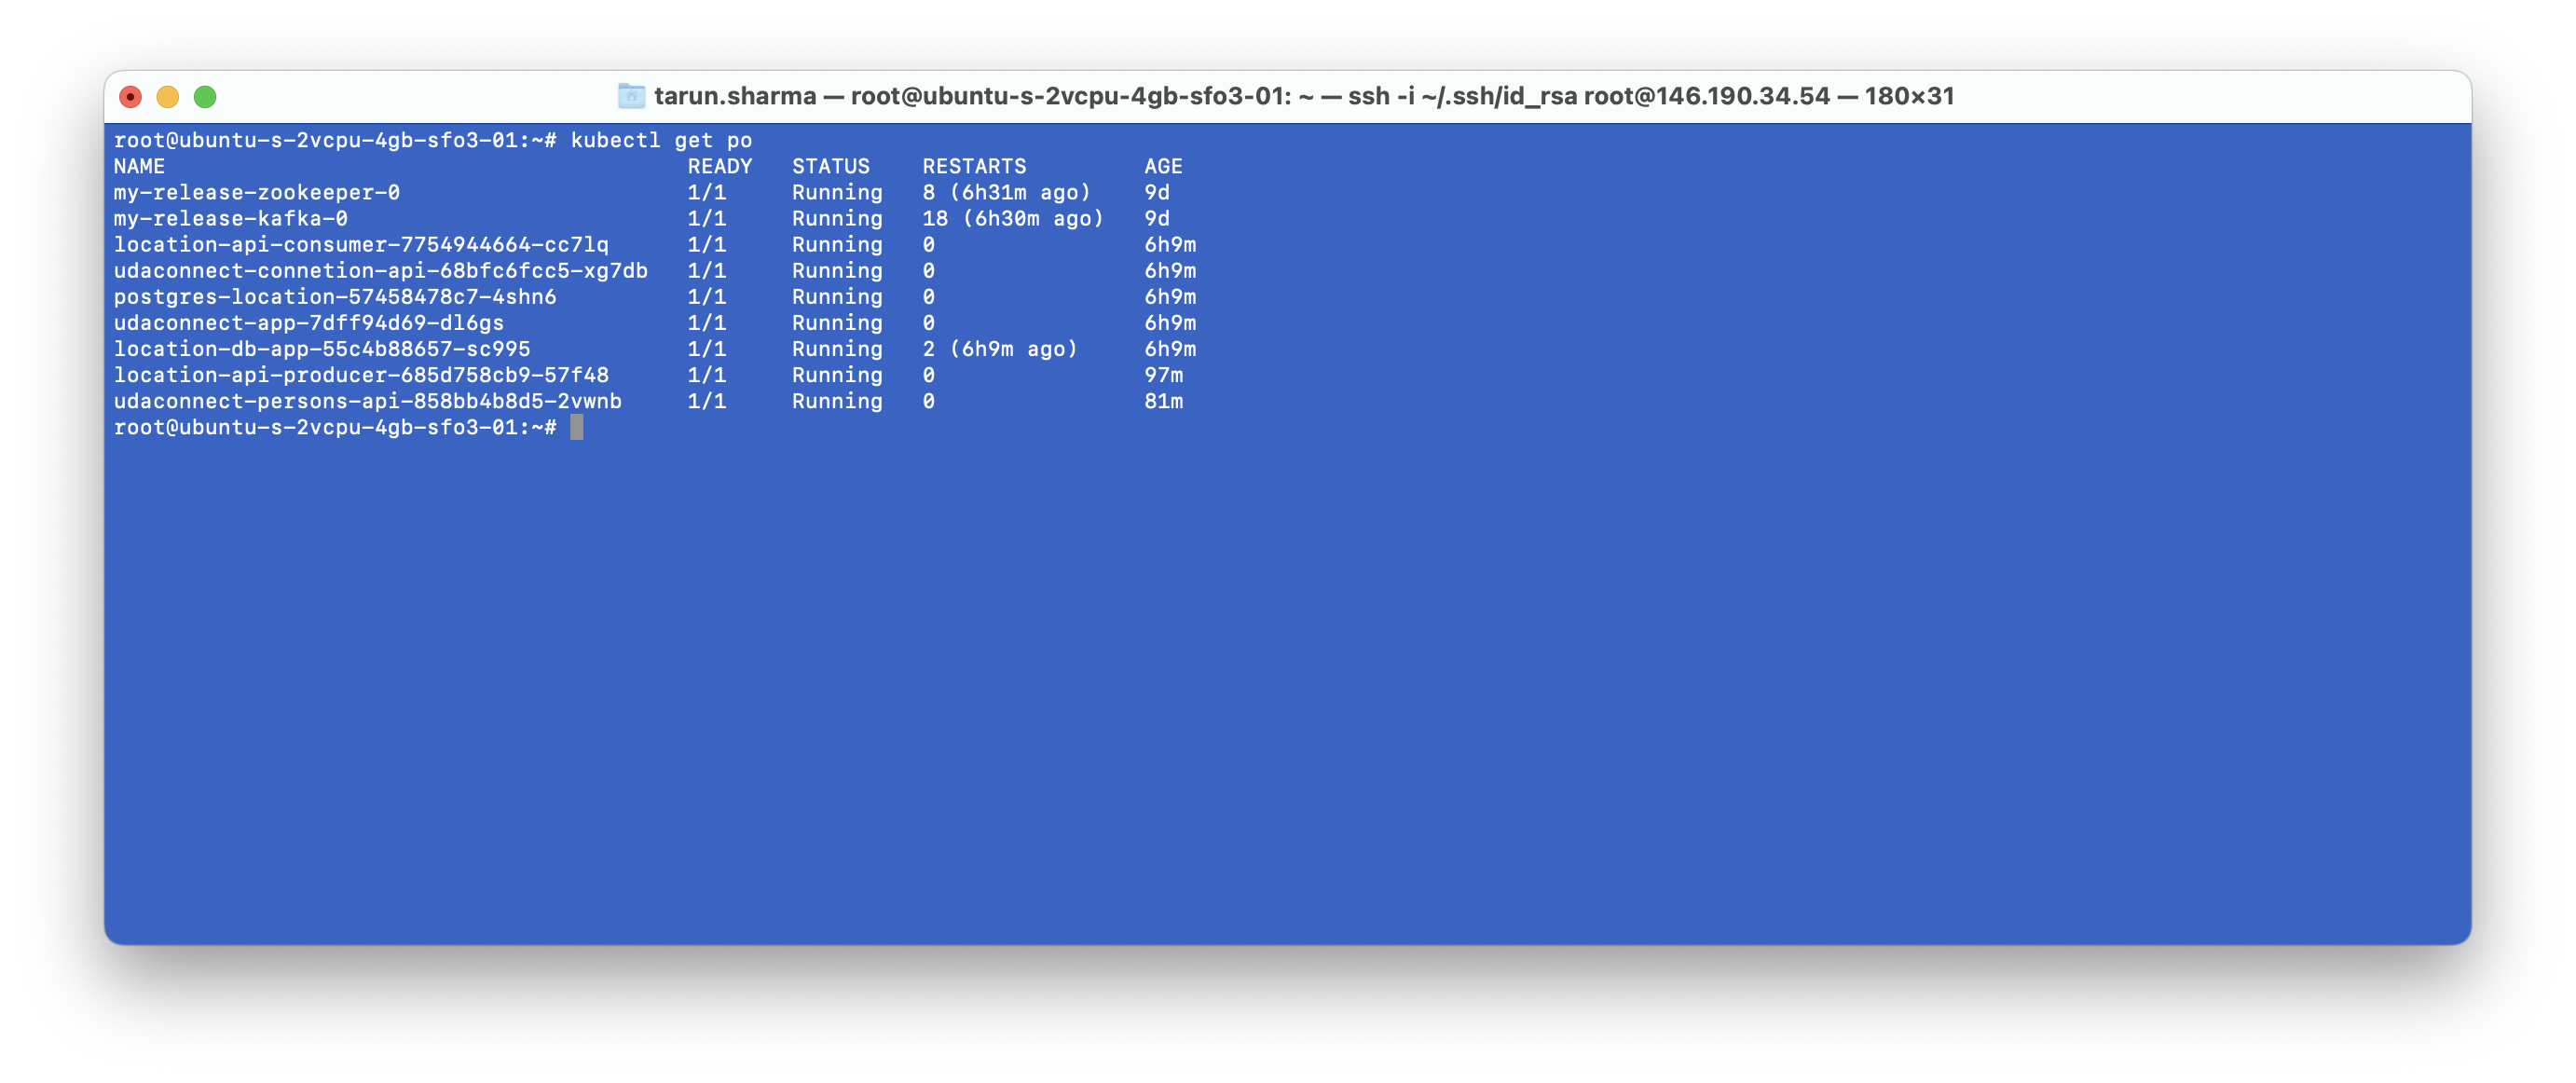 tarun.sharma — root@ubuntu-s-2vcpu-4gb-sfo3-01: ~ — ssh -i ~/.ssh/id_rsa root@146.190.34.54 — 180×31
root@ubuntu-s-2vcpu-4gb-sfo3-01:~# kubectl get po
NAME                                        READY   STATUS    RESTARTS         AGE
my-release-zookeeper-0                      1/1     Running   8 (6h31m ago)    9d
my-release-kafka-0                          1/1     Running   18 (6h30m ago)   9d
location-api-consumer-7754944664-cc7lq      1/1     Running   0                6h9m
udaconnect-connetion-api-68bfc6fcc5-xg7db   1/1     Running   0                6h9m
postgres-location-57458478c7-4shn6          1/1     Running   0                6h9m
udaconnect-app-7dff94d69-dl6gs              1/1     Running   0                6h9m
location-db-app-55c4b88657-sc995            1/1     Running   2 (6h9m ago)     6h9m
location-api-producer-685d758cb9-57f48      1/1     Running   0                97m
udaconnect-persons-api-858bb4b8d5-2vwnb     1/1     Running   0                81m
root@ubuntu-s-2vcpu-4gb-sfo3-01:~#